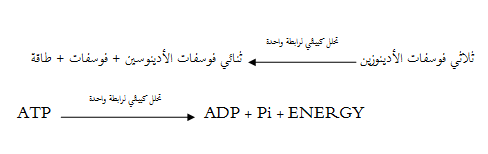 تحلل كيميائي لرابطة واحدة
ثلاثي فوسفات الأدينوزين ثنائي فوسفات الأدينوسين + فوسفات + طاقة
تحلل كيميائي لرابطة واحدة
ATP ADP + Pi + ENERGY